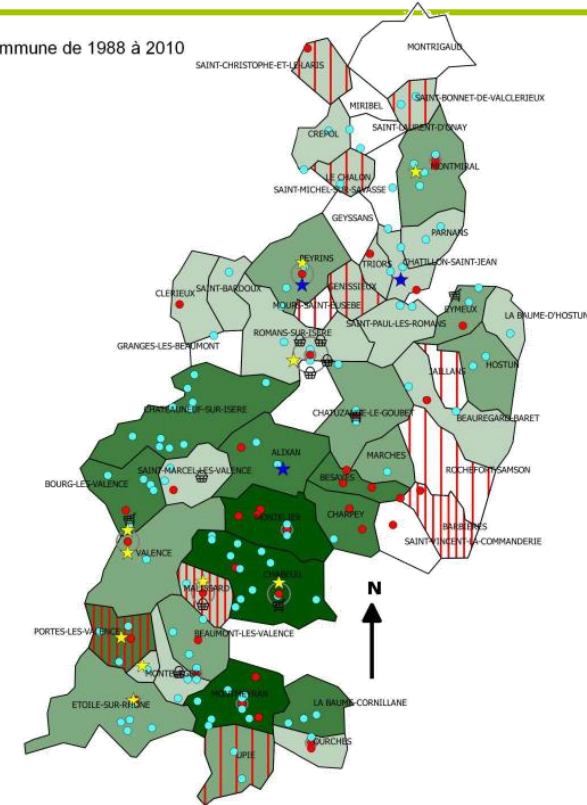 mmune de 1988 à 2010
MONTRIGAUD
SAINT-CHRISTOPHE-ET-LE-LARIS
SAINT-BONNET-DE-VALCLERIEUX
MIRIBEL
SAINT-LAURENT-D'ONAY
CREPOL
MONTMIRAL
LE CHALON
SAINT-MICHEL-SUR-SAVASSE
GEYSSANS
PARNANS
PEYRINS
TRIORS
CHATILLON-SAINT-JEAN
SAINT-BARDOUX
GENISSIEUX
CLERIEUX
MOURS-SAINT-EUSEBE
EYMEUX
LA BAUME-D'HOSTUN
SAINT-PAUL-LES-ROMANS
ROMANS-SUR-ISERE
GRANGES-LES-BEAUMONT
HOSTUN
JAILLANS
CHATEAUNEUF-SUR-ISERE
CHATUZANGE-LE-GOUBET
BEAUREGARD-BARET
ALIXAN
MARCHES
SAINT-MARCEL-LES-VALENCE
ROCHEFORT-SAMSON
BESAYES
BOURG-LES-VALENCE
CHARPEY
MONTELIER
BARBIERES
SAINT-VINCENT-LA-COMMANDERIE
VALENCE
CHABEUIL
MALISSARD
N
PORTES-LES-VALENCE
BEAUMONT-LES-VALENCE
ETOILE-SUR-RHONE
MONTMEYRAN
LA BAUME-CORNILLANE
OURCHES
UPIE